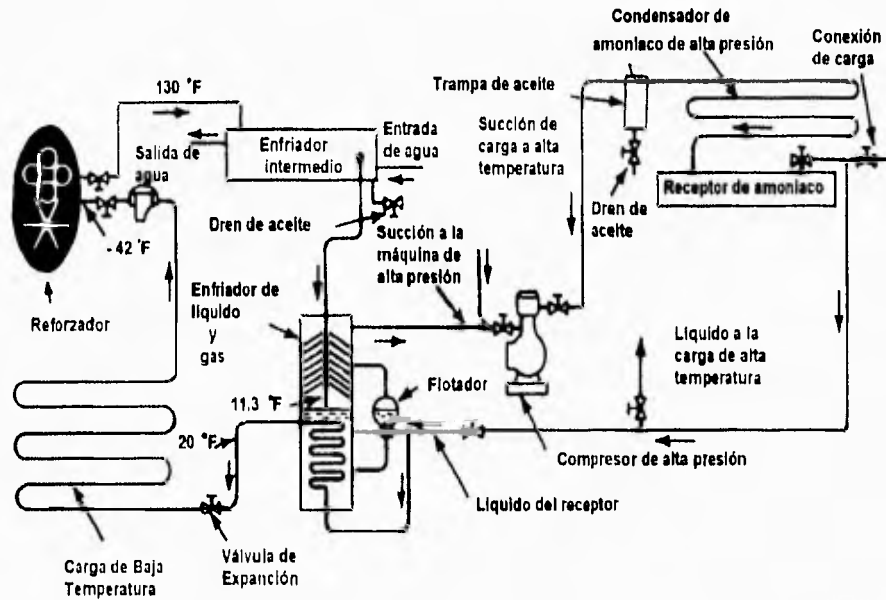 Condensador de
amoniaco de alta presión
Conexión
de carga
Trampa de aceite
130 °F
Succión de
carga a alta
temperatura
Enfriador
intermedio
Entrada
de agua
Salida de
agua
Receptor de amoniaco
Dren de
aceite
Dren de aceite
Succión a la
máquina de
alta presión
- 42 °F
Enfriador de
líquido
y
gas
Reforzador
Líquido a la
carga de alta
temperatura
Flotador
11.3 °F
20 °F
Compresor de alta presión
Líquido del receptor
Carga de Baja
Temperatura
Válvula de
Expanción